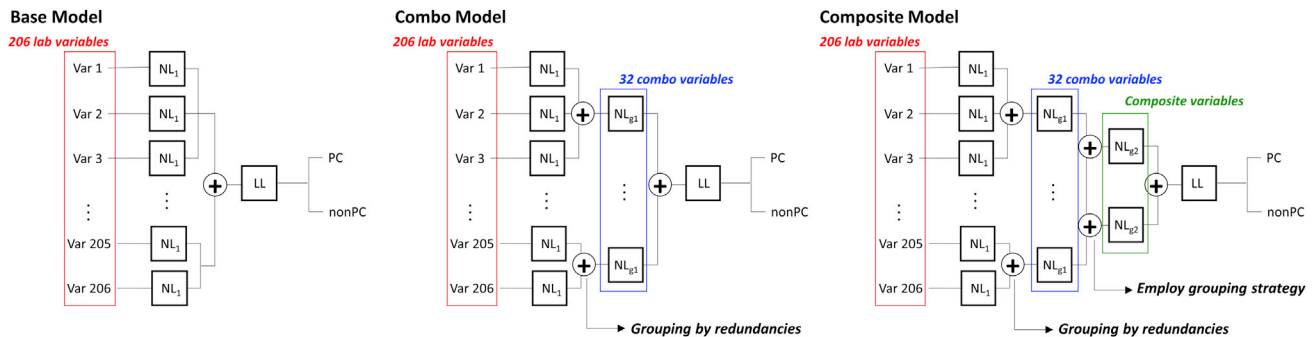 Base Model
206 lab variables
Var 1
NL1
Var 2
NL1
Var 3
NL1
⋮
⋮
Var 205
NL1
Var 206
NL1
+
LL
PC
nonPC
Combo Model
206 lab variables
Var 1
NL1
Var 2
NL1
Var 3
NL1
⋮
⋮
Var 205
NL1
Var 206
NL1
+
+
32 combo variables
NLg1
⋮
NLg1
+
LL
PC
nonPC
Grouping by redundancies
Composite Model
206 lab variables
Var 1
NL1
Var 2
NL1
Var 3
NL1
⋮
⋮
Var 205
NL1
Var 206
NL1
+
+
32 combo variables
NLg1
⋮
NLg1
+
+
Composite variables
NLg2
⋮
NLg2
+
LL
PC
nonPC
Employ grouping strategy
Grouping by redundancies